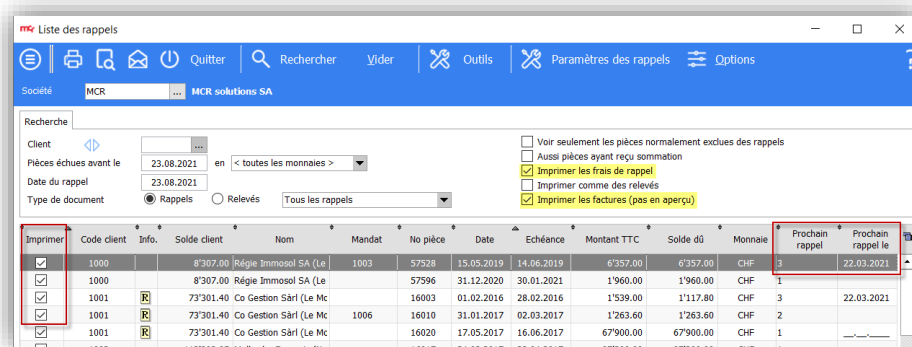 mcr Liste des rappels
Quitter Rechercher Vider Outils Paramètres des rappels Options
Société MCR ... MCR solutions SA
Recherche
Client ...
Pièces échues avant le 23.08.2021 en < toutes les monnaies >
Date du rappel 23.08.2021
Type de document Rappels Relevés Tous les rappels
Voir seulement les pièces normalement exclues des rappels
Aussi pièces ayant reçu sommation
Imprimer les frais de rappel
Imprimer comme des relevés
Imprimer les factures (pas en aperçu)
Imprimer Code client Info. Solde client Nom Mandat No pièce Date Echéance Montant TTC Solde dû Monnaie Prochain rappel Prochain rappel le
1000 8'307.00 Régie Immosol SA (Le 1003 57528 15.05.2019 14.06.2019 6'357.00 6'357.00 CHF 3 22.03.2021
1000 8'307.00 Régie Immosol SA (Le 57596 31.12.2020 30.01.2021 1'960.00 1'960.00 CHF 1
1001 R 73'301.40 Co Gestion Sàrl (Le Mc 16003 01.02.2016 28.02.2016 1'539.00 1'117.80 CHF 3 22.03.2021
1001 R 73'301.40 Co Gestion Sàrl (Le Mc 1006 16010 31.01.2017 02.03.2017 1'263.60 1'263.60 CHF 2
1001 R 73'301.40 Co Gestion Sàrl (Le Mc 16020 17.05.2017 16.06.2017 67'900.00 67'900.00 CHF 1 __.__.____